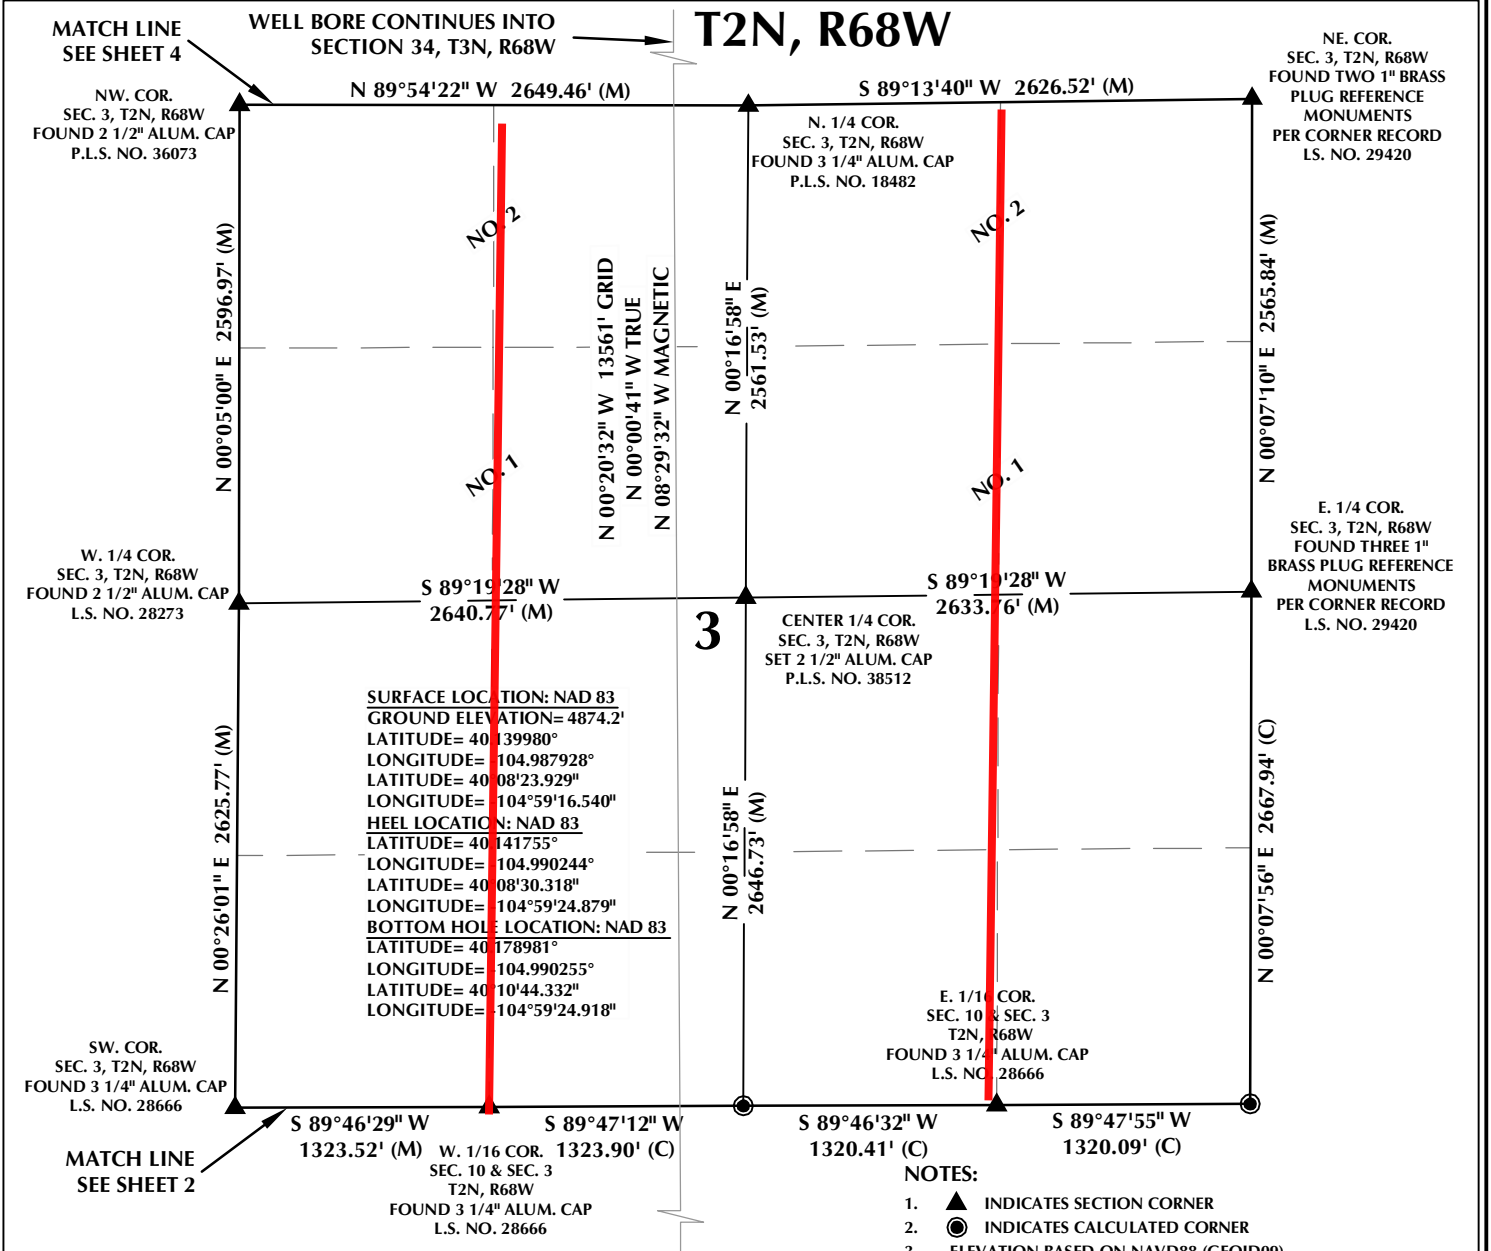 MATCH LINE
SEE SHEET 4
WELL BORE CONTINUES INTO
SECTION 34, T3N, R68W
T2N, R68W
NE. COR.
SEC. 3, T2N, R68W
FOUND TWO 1" BRASS
PLUG REFERENCE
MONUMENTS
PER CORNER RECORD
LS. NO. 29420
NW. COR.
SEC. 3, T2N, R68W
FOUND 2 1/2" ALUM. CAP
P.L.S. NO. 36073
N 89°54'22" W 2649.46' (M)
S 89°13'40" W 2626.52' (M)
N. 1/4 COR.
SEC. 3, T2N, R68W
FOUND 3 1/4" ALUM. CAP
P.L.S. NO. 18482
NO. 2
NO. 2
N 00°05'00" E 2596.97' (M)
N 00°20'32" W 13561' GRID
N 00°00'41" W TRUE
N 08°29'32" W MAGNETIC
N 00°16'58" E
2561.53' (M)
N 00°07'10" E 2565.84' (M)
NO. 1
NO. 1
W. 1/4 COR.
SEC. 3, T2N, R68W
FOUND 2 1/2" ALUM. CAP
L.S. NO. 28273
S 89°19'28" W
2640.77' (M)
S 89°19'28" W
2633.76' (M)
E. 1/4 COR.
SEC. 3, T2N, R68W
FOUND THREE 1"
BRASS PLUG REFERENCE
MONUMENTS
PER CORNER RECORD
L.S. NO. 29420
3
CENTER 1/4 COR.
SEC. 3, T2N, R68W
SET 2 1/2" ALUM. CAP
P.L.S. NO. 38512
SURFACE LOCATION: NAD 83
GROUND ELEVATION= 4874.2'
LATITUDE= 40.139980°
LONGITUDE= -104.987928°
LATITUDE= 40°08'23.929"
LONGITUDE= -104°59'16.540"
HEEL LOCATION: NAD 83
LATITUDE= 40.141755°
LONGITUDE= -104.990244°
LATITUDE= 40°08'30.318"
LONGITUDE= -104°59'24.879"
BOTTOM HOLE LOCATION: NAD 83
LATITUDE= 40.178981°
LONGITUDE= -104.990255°
LATITUDE= 40°10'44.332"
LONGITUDE= -104°59'24.918"
N 00°26'01" E 2625.77' (M)
N 00°16'58" E
2646.73' (M)
N 00°07'56" E 2667.94' (C)
E. 1/16 COR.
SEC. 10 & SEC. 3
T2N, R68W
FOUND 3 1/4" ALUM. CAP
L.S. NO. 28666
SW. COR.
SEC. 3, T2N, R68W
FOUND 3 1/4" ALUM. CAP
L.S. NO. 28666
S 89°46'29" W
1323.52' (M)
S 89°47'12" W
1323.90' (C)
S 89°46'32" W
1320.41' (C)
S 89°47'55" W
1320.09' (C)
MATCH LINE
SEE SHEET 2
W. 1/16 COR.
SEC. 10 & SEC. 3
T2N, R68W
FOUND 3 1/4" ALUM. CAP
L.S. NO. 28666
NOTES:
1. INDICATES SECTION CORNER
2. INDICATES CALCULATED CORNER
3. ELEVATION BASED ON NAVD88 (GEOID99)